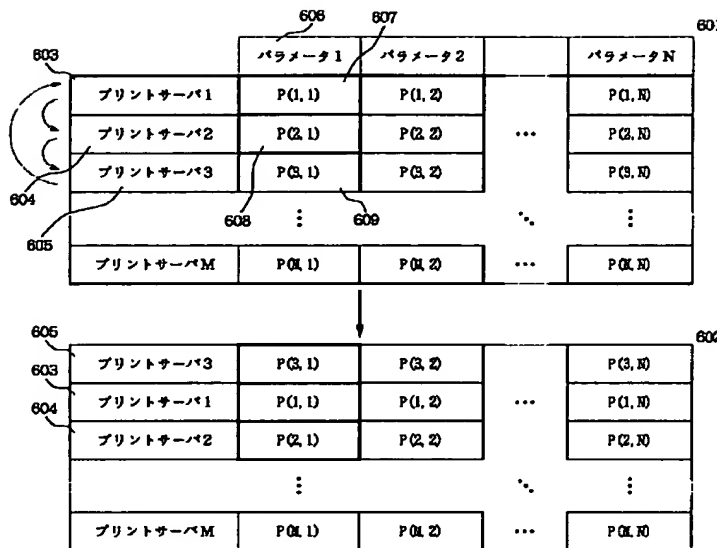 606 607 601
パラメータ1 パラメータ2 パラメータN
603
プリントサーバ1 P(1,1) P(1,2) P(1,N)
プリントサーバ2 P(2,1) P(2,2) … P(2,N)
プリントサーバ3 P(3,1) P(3,2) P(3,N)
604 605 608 609
⋮ ⋱ ⋮
プリントサーバM P(M,1) P(M,2) … P(M,N)
605 602
プリントサーバ3 P(3,1) P(3,2) P(3,N)
603
プリントサーバ1 P(1,1) P(1,2) … P(1,N)
604
プリントサーバ2 P(2,1) P(2,2) P(2,N)
⋮ ⋱ ⋮
プリントサーバM P(M,1) P(M,2) … P(M,N)